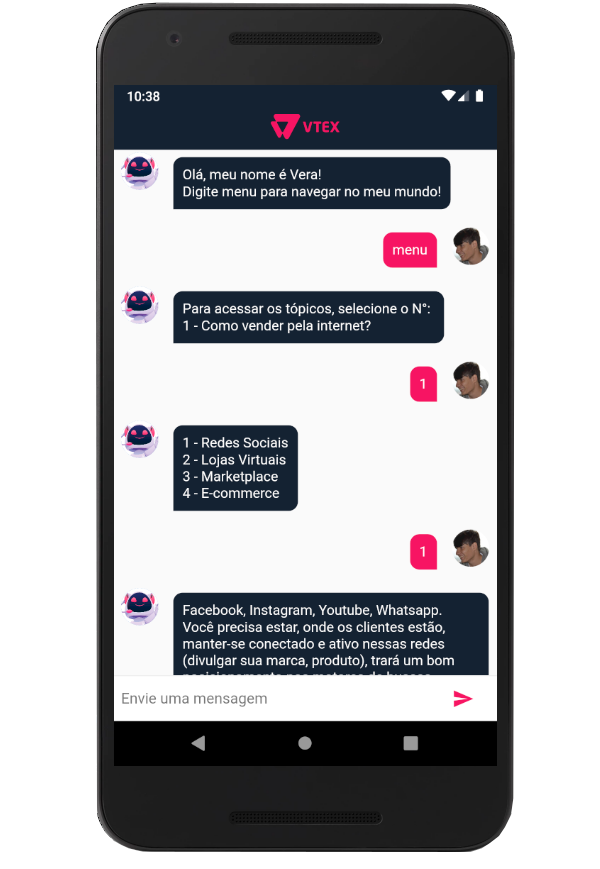 10:38
VTEX
Olá, meu nome é Vera!
Digite menu para navegar no meu mundo!
menu
Para acessar os tópicos, selecione o N°:
1 - Como vender pela internet?
1
1 - Redes Sociais
2 - Lojas Virtuais
3 - Marketplace
4 - E-commerce
1
Facebook, Instagram, Youtube, Whatsapp.
Você precisa estar, onde os clientes estão,
manter-se conectado e ativo nessas redes
(divulgar sua marca, produto), trará um bom
Envie uma mensagem